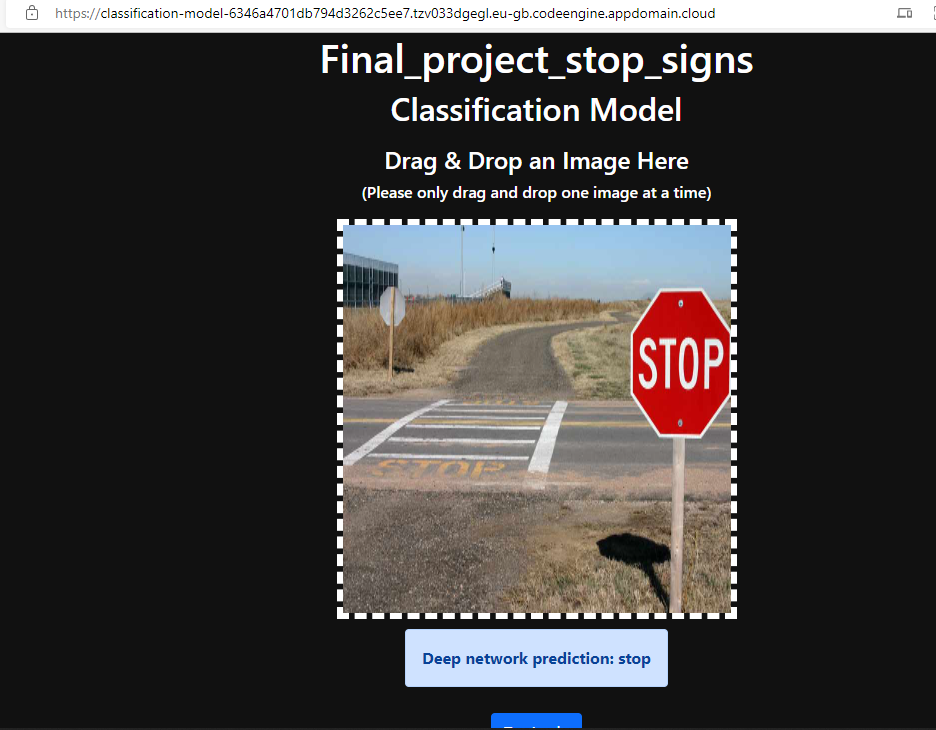 https://classification-model-6346a4701db794d3262c5ee7.tzv033dgegl.eu-gb.codeengine.appdomain.cloud
Final_project_stop_signs
Classification Model
Drag & Drop an Image Here
(Please only drag and drop one image at a time)
STOP
STOP
Deep network prediction: stop